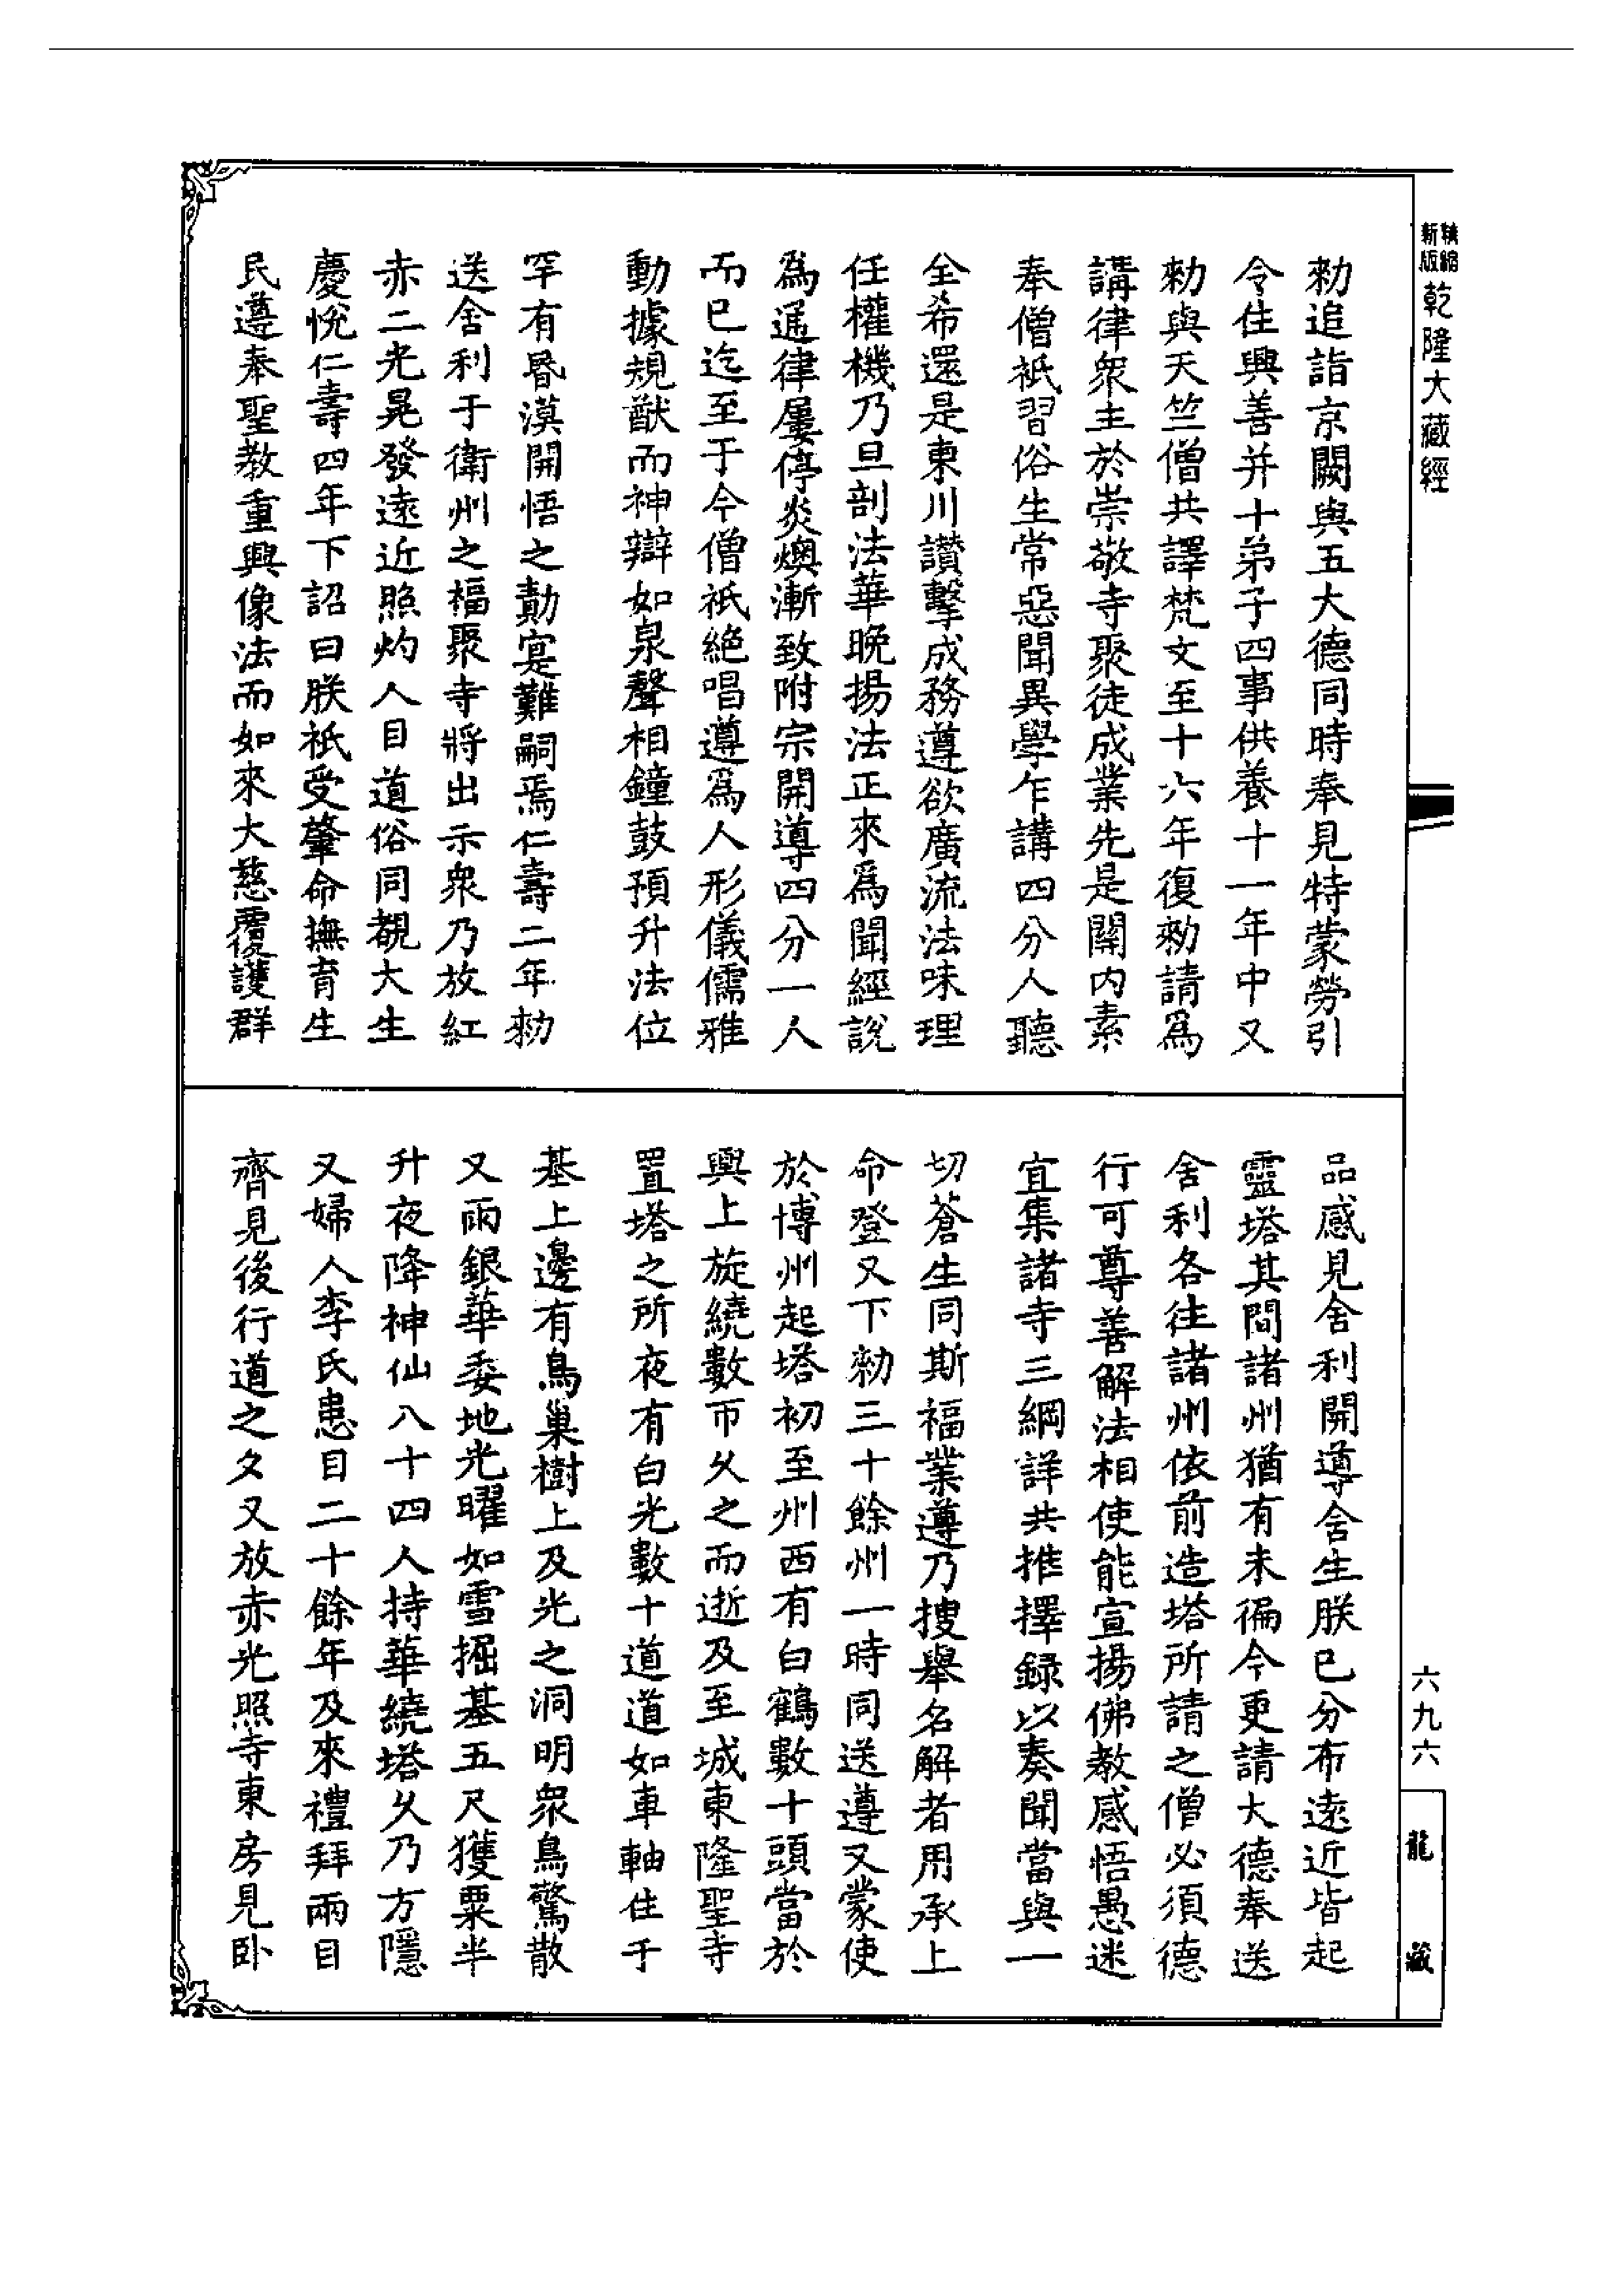 精縮
新版
乾隆大藏經
勑追詣京闕與五大德同時奉見特蒙勞引
令住興善并十弟子四事供養十一年中又
勑與天竺僧共譯梵文至十六年復勑請爲
講律衆主於崇敬寺聚徒成業先是關内素
奉僧祇習俗生常惡聞異學乍講四分人聽
全希還是東川讚擊成務遵欲廣流法味理
任權機乃旦剖法華晚揚法正來爲聞經說
爲通律屢停炎燠漸致附宗開導四分一人
而已迄至于今僧祇絶唱遵爲人形儀儒雅
動據規猷而神辯如泉聲相鐘鼓預升法位
罕有昬漠開悟之勣寔難嗣焉仁壽二年勑
送舍利于衛州之福聚寺將出示衆乃放紅
赤二光晃發遠近照灼人目道俗同覩大生
慶悅仁壽四年下詔曰朕祇受肇命撫育生
民遵奉聖教重興像法而如來大慈覆護群
品感見舍利開導含生朕已分布遠近皆起
靈塔其間諸州猶有未徧今更請大德奉送
舍利各往諸州依前造塔所請之僧必須德
行可尊善解法相使能宣揚佛教感悟愚迷
宜集諸寺三綱詳共推擇録以奏聞當與一
切蒼生同斯福業遵乃搜舉名解者用承上
命登又下勑三十餘州一時同送遵又蒙使
於博州起塔初至州西有白鶴數十頭當於
輿上旋繞數帀乆之而逝及至城東隆聖寺
置塔之所夜有白光數十道道如車軸住于
基上邊有鳥巢樹上及光之洞明衆鳥驚散
又雨銀華委地光曜如雪掘基五尺獲粟半
升夜降神仙八十四人持華繞塔乆乃方隱
又婦人李氏患目二十餘年及來禮拜兩目
齊見後行道之夕又放赤光照寺東房見卧
六九六
龍藏